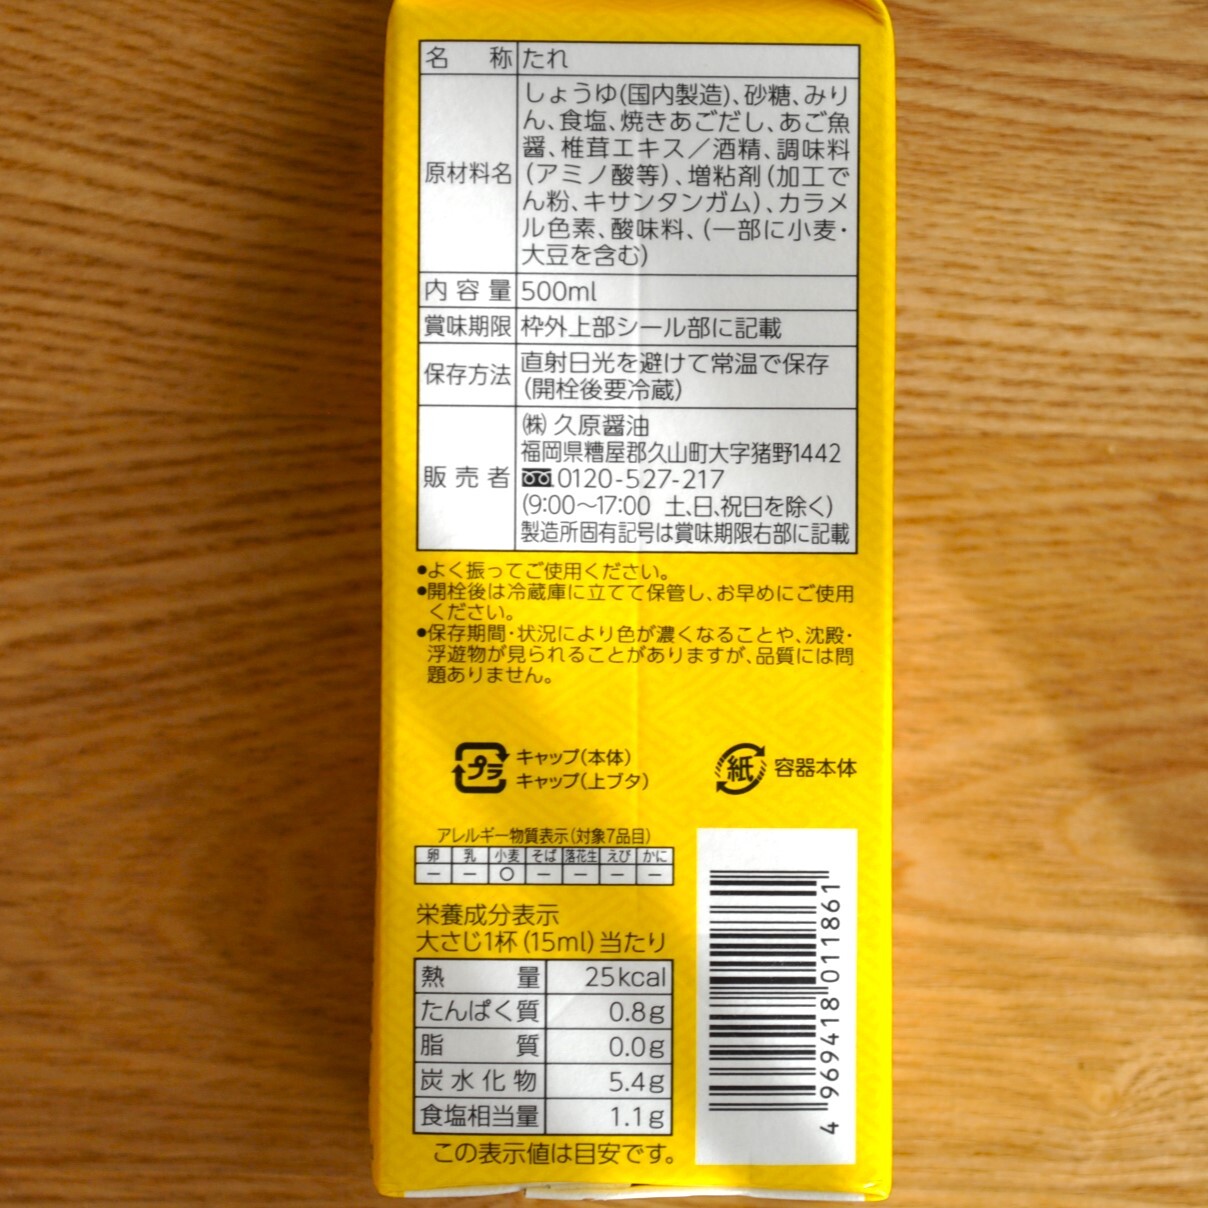 名称 たれ
原材料名 しょうゆ(国内製造)、砂糖、みり
ん、食塩、焼きあごだし、あご魚
醤、椎茸エキス／酒精、調味料
(アミノ酸等)、増粘剤(加工で
ん粉、キサンタンガム)、カラメ
ル色素、酸味料、(一部に小麦・
大豆を含む)
内容量 500ml
賞味期限 枠外上部シール部に記載
保存方法 直射日光を避けて常温で保存
(開栓後要冷蔵)
販売者 ㈱ 久原醤油
福岡県糟屋郡久山町大字猪野1442
0120-527-217
(9:00〜17:00 土、日、祝日を除く)
製造所固有記号は賞味期限右部に記載
●よく振ってご使用ください。
●開栓後は冷蔵庫に立てて保管し、お早めにご使用
ください。
●保存期間・状況により色が濃くなることや、沈殿・
浮遊物が見られることがありますが、品質には問
題ありません。
プラ キャップ(本体)
キャップ(上ブタ)
紙 容器本体
アレルギー物質表示(対象7品目)
卵 乳 小麦 そば 落花生 えび かに
ー ー ○ ー ー ー ー
栄養成分表示
大さじ1杯(15ml)当たり
熱量 25kcal
たんぱく質 0.8g
脂質 0.0g
炭水化物 5.4g
食塩相当量 1.1g
この表示値は目安です。
4 969418 011861